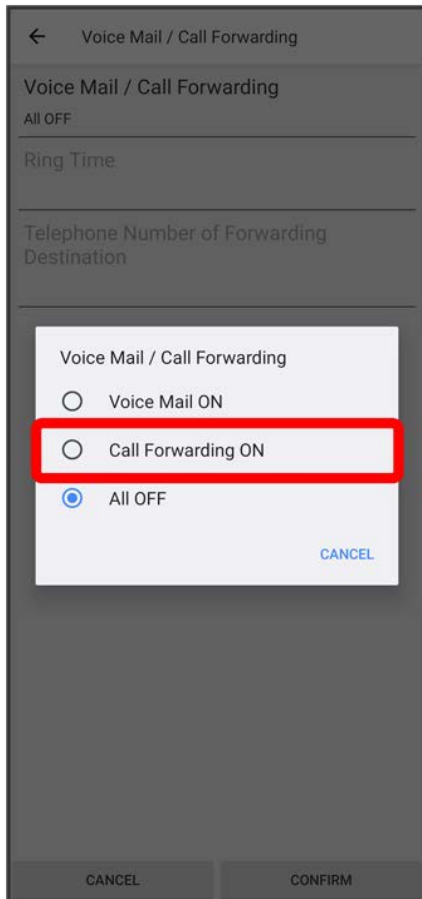 Voice Mail / Call Forwarding
Voice Mail / Call Forwarding
All OFF
Ring Time
Telephone Number of Forwarding
Destination
Voice Mail / Call Forwarding
Voice Mail ON
Call Forwarding ON
All OFF
CANCEL
CANCEL CONFIRM